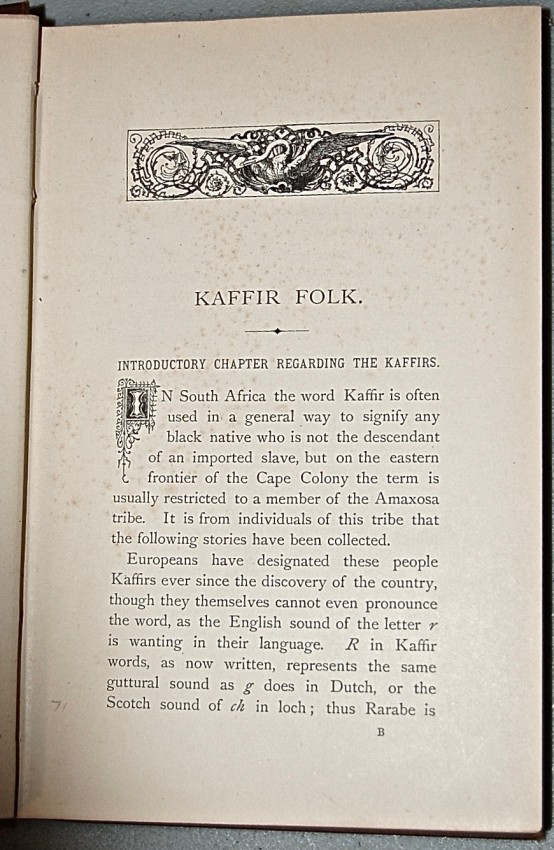 KAFFIR FOLK.
INTRODUCTORY CHAPTER REGARDING THE KAFFIRS.
IN South Africa the word Kaffir is often
used in a general way to signify any
black native who is not the descendant
of an imported slave, but on the eastern
frontier of the Cape Colony the term is
usually restricted to a member of the Amaxosa
tribe. It is from individuals of this tribe that
the following stories have been collected.
Europeans have designated these people
Kaffirs ever since the discovery of the country,
though they themselves cannot even pronounce
the word, as the English sound of the letter r
is wanting in their language. R in Kaffir
words, as now written, represents the same
guttural sound as g does in Dutch, or the
Scotch sound of ch in loch; thus Rarabe is
B